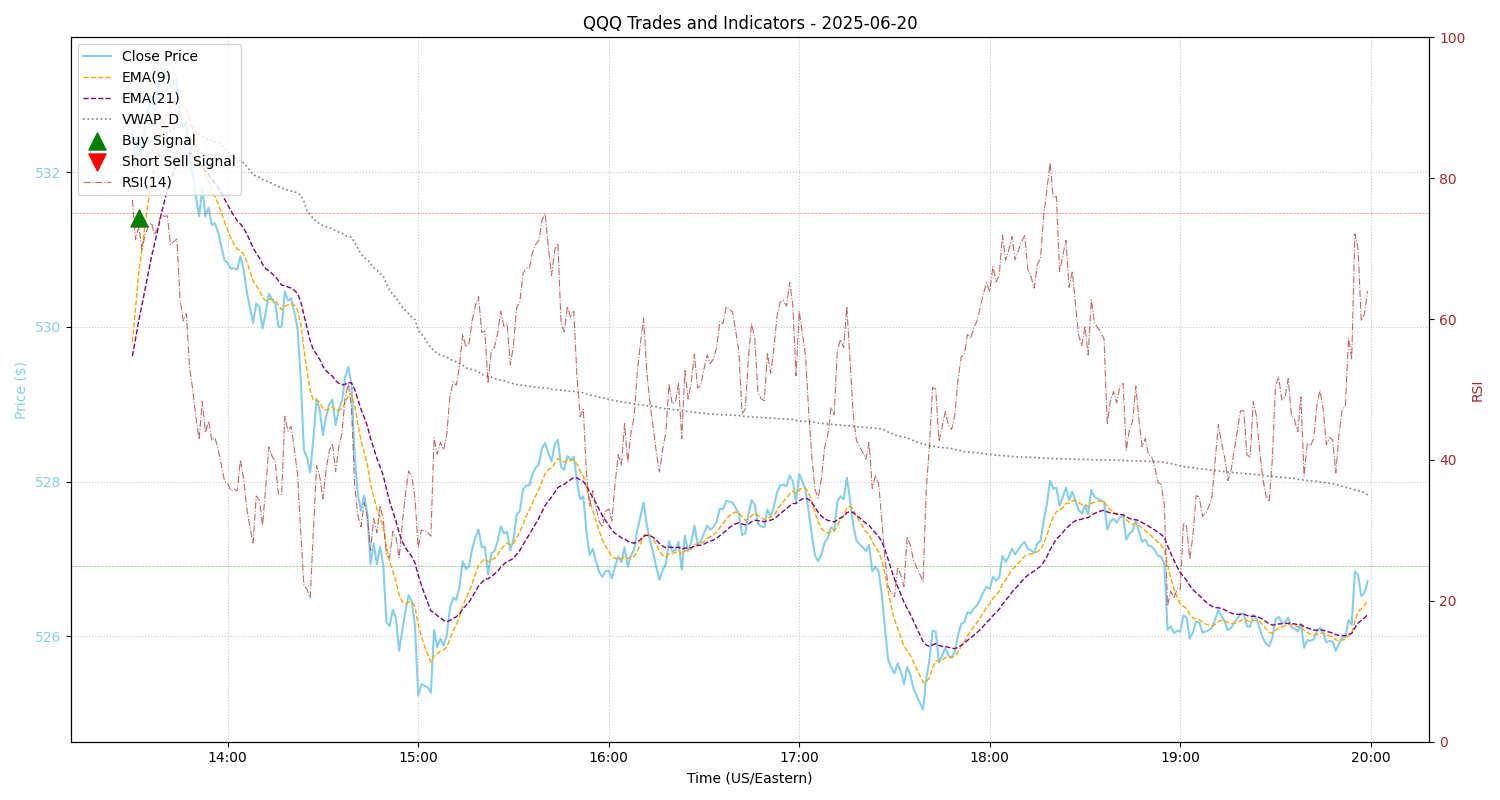 QQQ Trades and Indicators - 2025-06-20
Close Price
EMA(9)
EMA(21)
VWAP_D
Buy Signal
Short Sell Signal
RSI(14)
532
530
528
526
Price ($)
100
80
60
40
20
0
RSI
14:00 15:00 16:00 17:00 18:00 19:00 20:00
Time (US/Eastern)